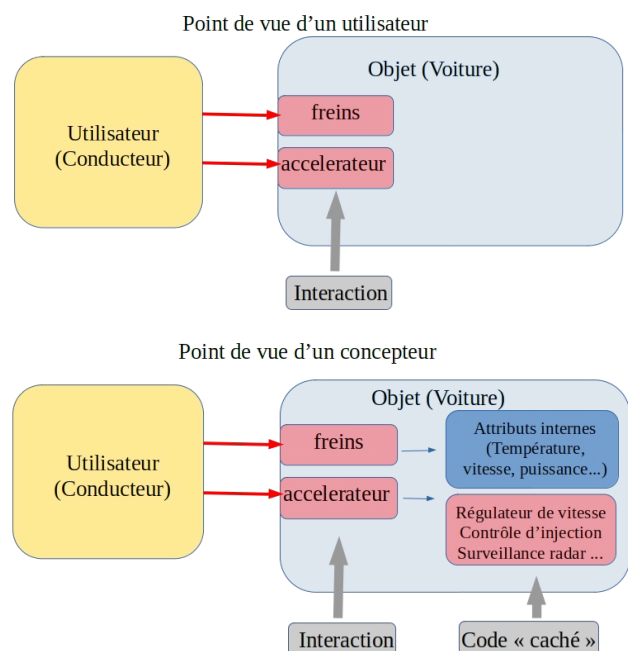 Point de vue d'un utilisateur
Objet (Voiture)
freins
Utilisateur
(Conducteur)
accelerateur
Interaction
Point de vue d'un concepteur
Objet (Voiture)
freins
Utilisateur
(Conducteur)
accelerateur
Attributs internes
(Température,
vitesse, puissance...)
Régulateur de vitesse
Contrôle d'injection
Surveillance radar ...
Interaction
Code « caché »